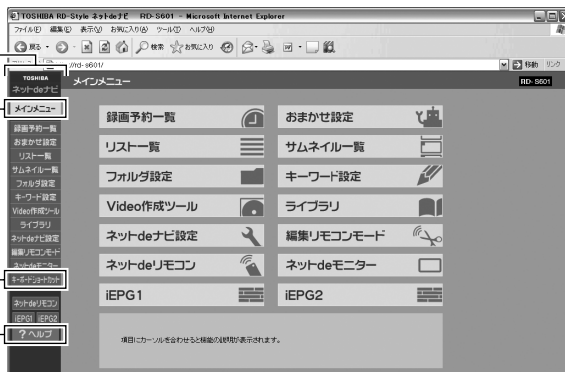 TOSHIBA RD-Style ネットdeナビ RD-S601 - Microsoft Internet Explorer
ファイル(F) 編集(E) 表示(V) お気に入り(A) ツール(T) ヘルプ(H)
戻る 検索 お気に入り
//rd-s601/ 移動 リンク
TOSHIBA
ネットdeナビ
メインメニュー RD-S601
メインメニュー
録画予約一覧
おまかせ設定
リスト一覧
サムネイル一覧
フォルダ設定
キーワード設定
Video作成ツール
ライブラリ
ネットdeナビ設定
編集リモコンモード
ネットdeモニター
キーボードショートカット
ネットdeリモコン
iEPG1 iEPG2
? ヘルプ
録画予約一覧 おまかせ設定
リスト一覧 サムネイル一覧
フォルダ設定 キーワード設定
Video作成ツール ライブラリ
ネットdeナビ設定 編集リモコンモード
ネットdeリモコン ネットdeモニター
iEPG1 iEPG2
項目にカーソルを合わせると機能の説明が表示されます。